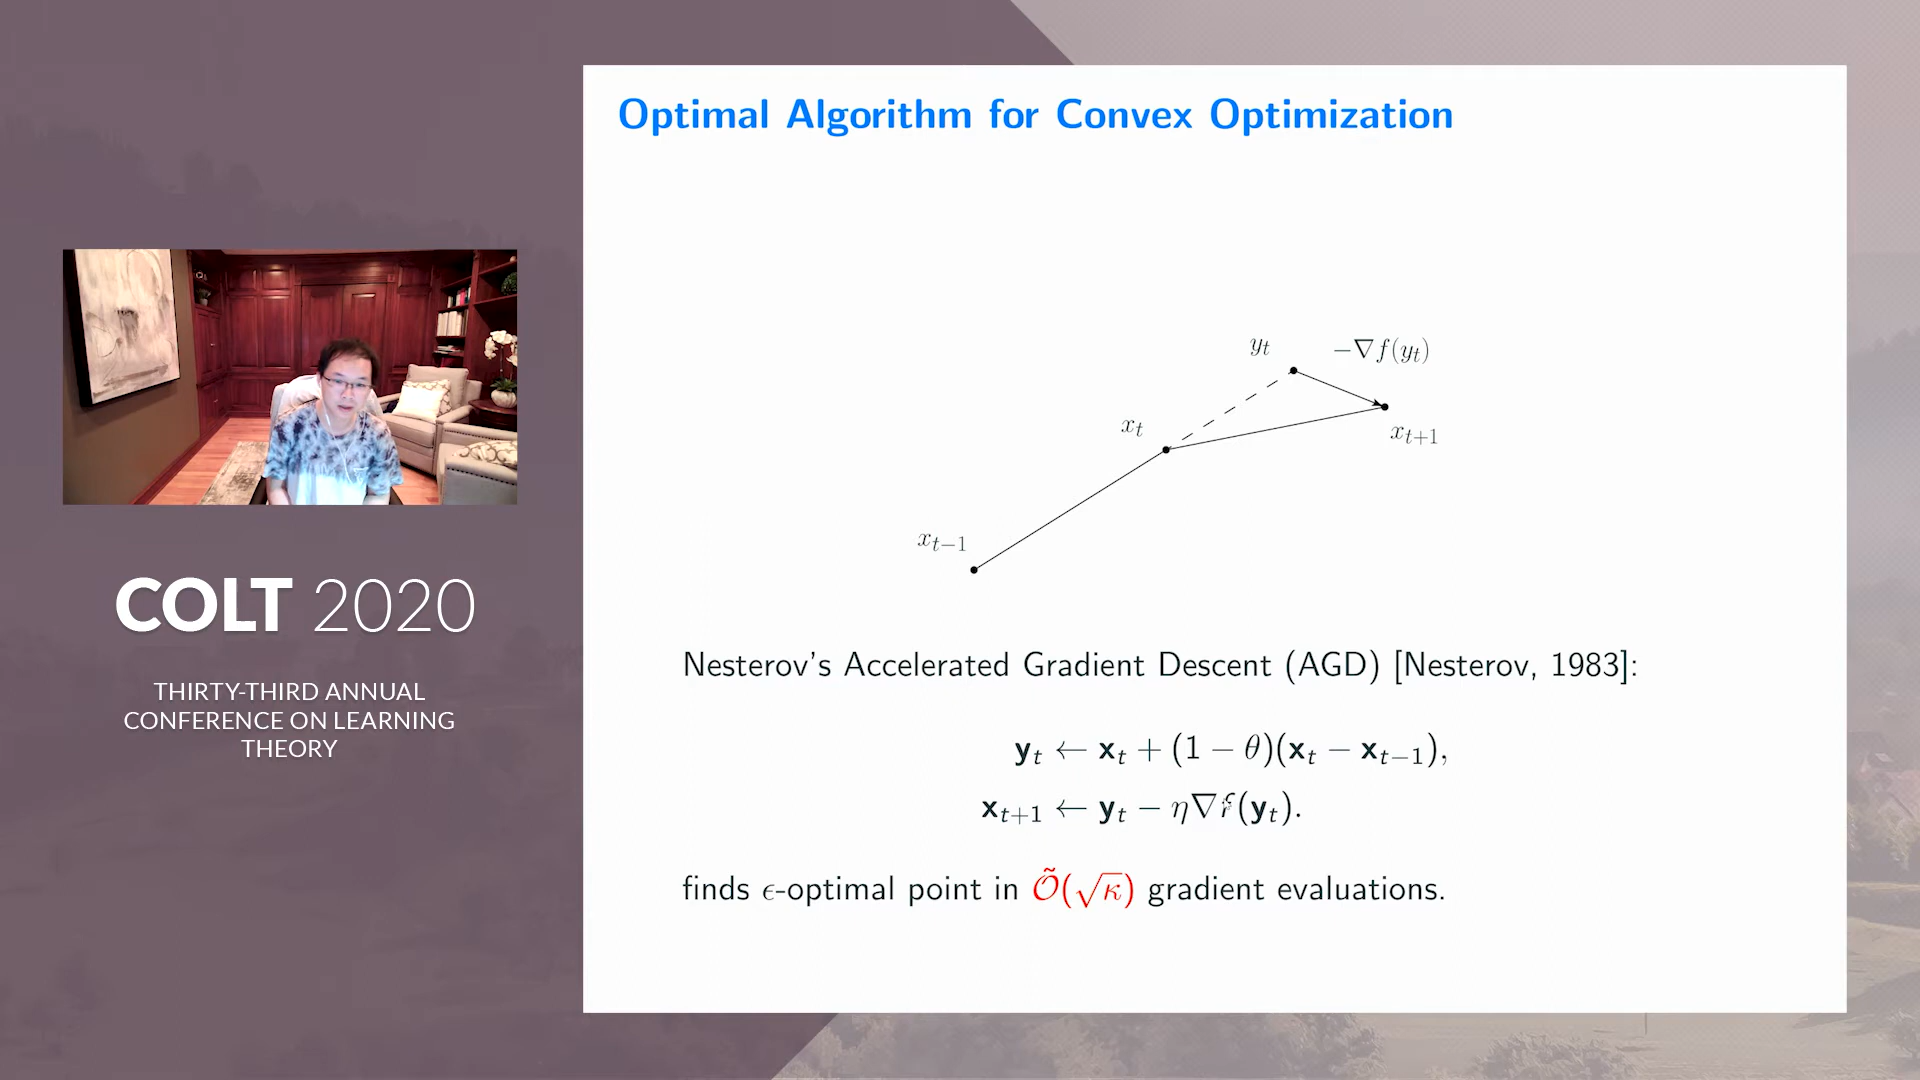 COLT 2020
THIRTY-THIRD ANNUAL
CONFERENCE ON LEARNING
THEORY
Optimal Algorithm for Convex Optimization
y_t
−∇f(y_t)
x_t
x_{t+1}
x_{t−1}
Nesterov's Accelerated Gradient Descent (AGD) [Nesterov, 1983]:
y_t ← x_t + (1 − θ)(x_t − x_{t−1}),
x_{t+1} ← y_t − η∇f(y_t).
finds ϵ-optimal point in Õ(√κ) gradient evaluations.